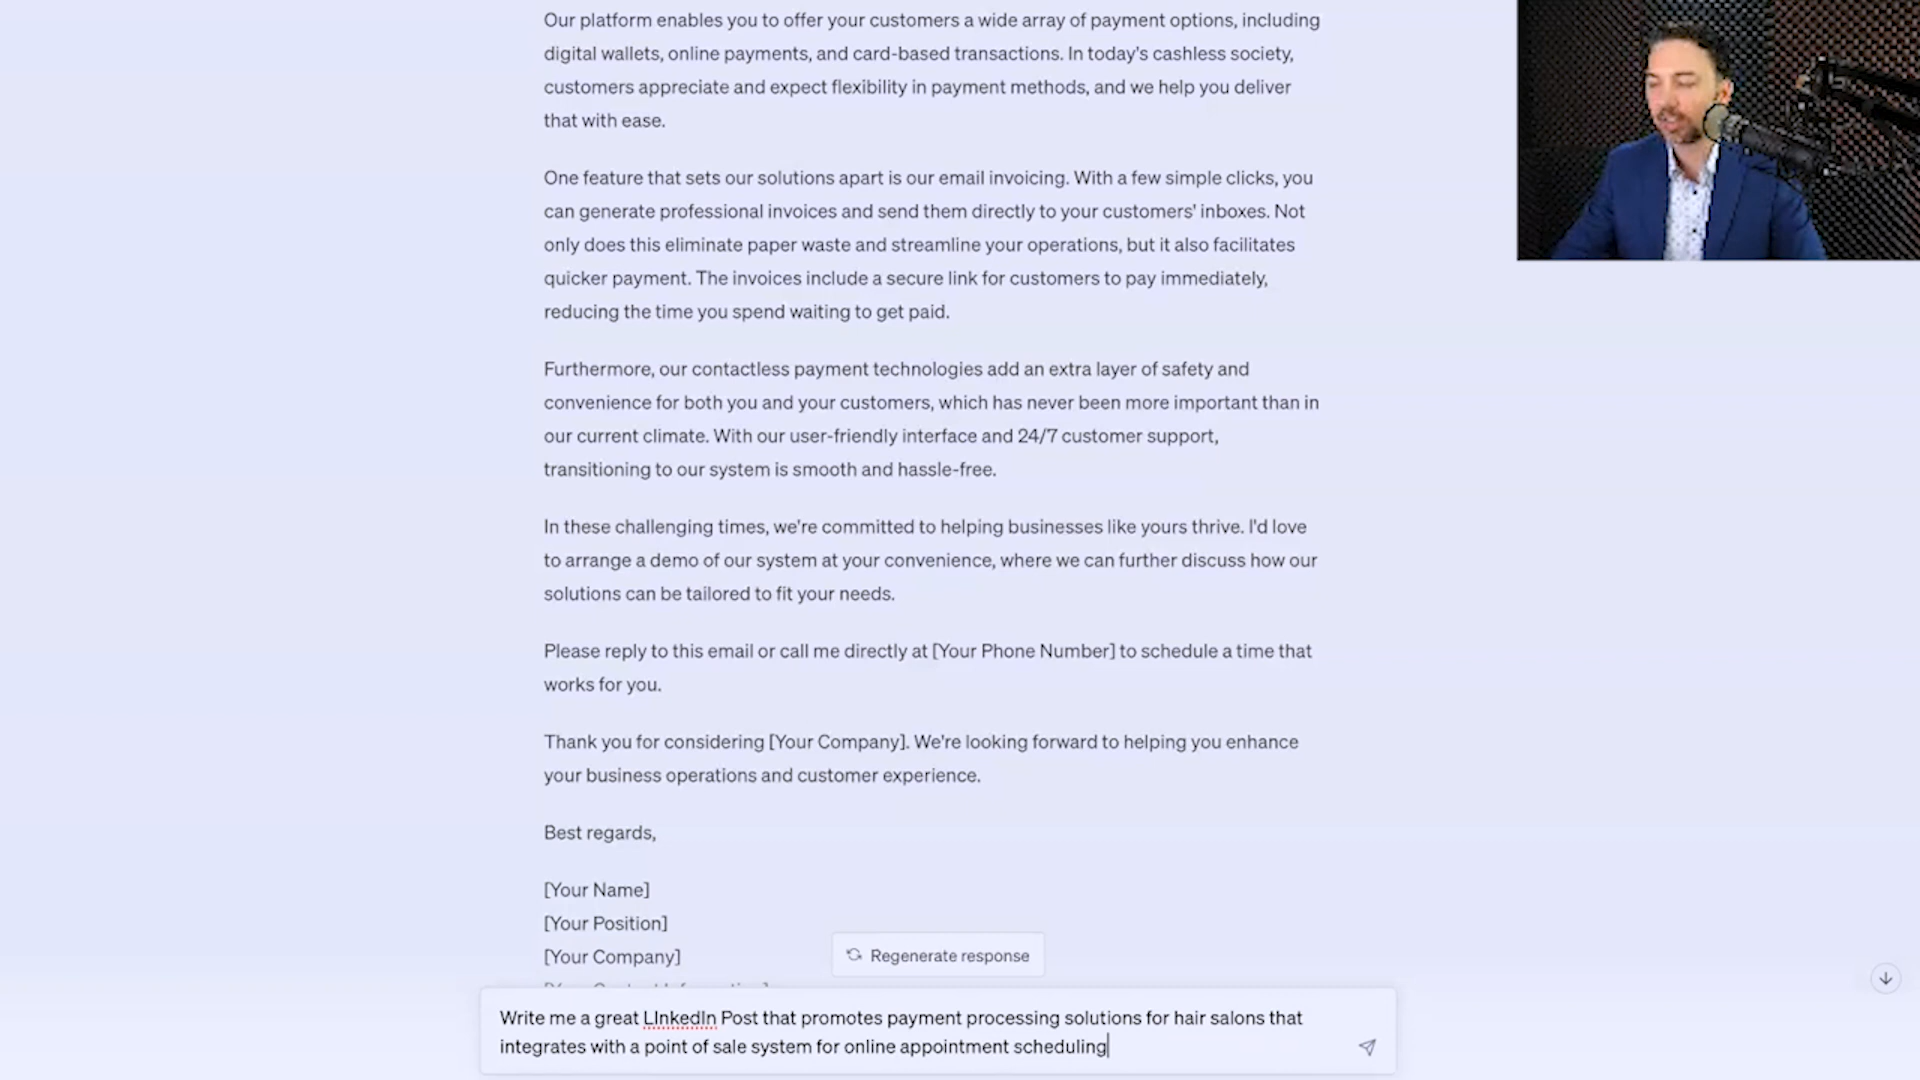 Our platform enables you to offer your customers a wide array of payment options, including
digital wallets, online payments, and card-based transactions. In today's cashless society,
customers appreciate and expect flexibility in payment methods, and we help you deliver
that with ease.
One feature that sets our solutions apart is our email invoicing. With a few simple clicks, you
can generate professional invoices and send them directly to your customers' inboxes. Not
only does this eliminate paper waste and streamline your operations, but it also facilitates
quicker payment. The invoices include a secure link for customers to pay immediately,
reducing the time you spend waiting to get paid.
Furthermore, our contactless payment technologies add an extra layer of safety and
convenience for both you and your customers, which has never been more important than in
our current climate. With our user-friendly interface and 24/7 customer support,
transitioning to our system is smooth and hassle-free.
In these challenging times, we're committed to helping businesses like yours thrive. I'd love
to arrange a demo of our system at your convenience, where we can further discuss how our
solutions can be tailored to fit your needs.
Please reply to this email or call me directly at [Your Phone Number] to schedule a time that
works for you.
Thank you for considering [Your Company]. We're looking forward to helping you enhance
your business operations and customer experience.
Best regards,
[Your Name]
[Your Position]
[Your Company]
Regenerate response
Write me a great LInkedIn Post that promotes payment processing solutions for hair salons that
integrates with a point of sale system for online appointment scheduling